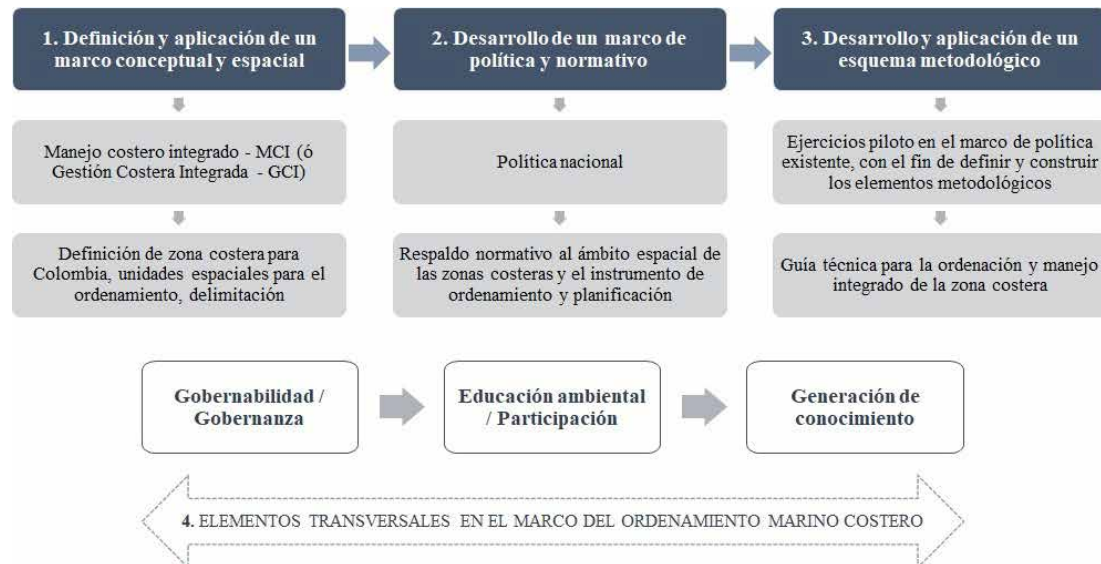 1. Definición y aplicación de un
marco conceptual y espacial
2. Desarrollo de un marco de
política y normativo
3. Desarrollo y aplicación de un
esquema metodológico
Manejo costero integrado - MCI (ó
Gestión Costera Integrada - GCI)
Política nacional
Ejercicios piloto en el marco de política
existente, con el fin de definir y construir
los elementos metodológicos
Definición de zona costera para
Colombia, unidades espaciales para el
ordenamiento, delimitación
Respaldo normativo al ámbito espacial de
las zonas costeras y el instrumento de
ordenamiento y planificación
Guía técnica para la ordenación y manejo
integrado de la zona costera
Gobernabilidad /
Gobernanza
Educación ambiental
/ Participación
Generación de
conocimiento
4. ELEMENTOS TRANSVERSALES EN EL MARCO DEL ORDENAMIENTO MARINO COSTERO